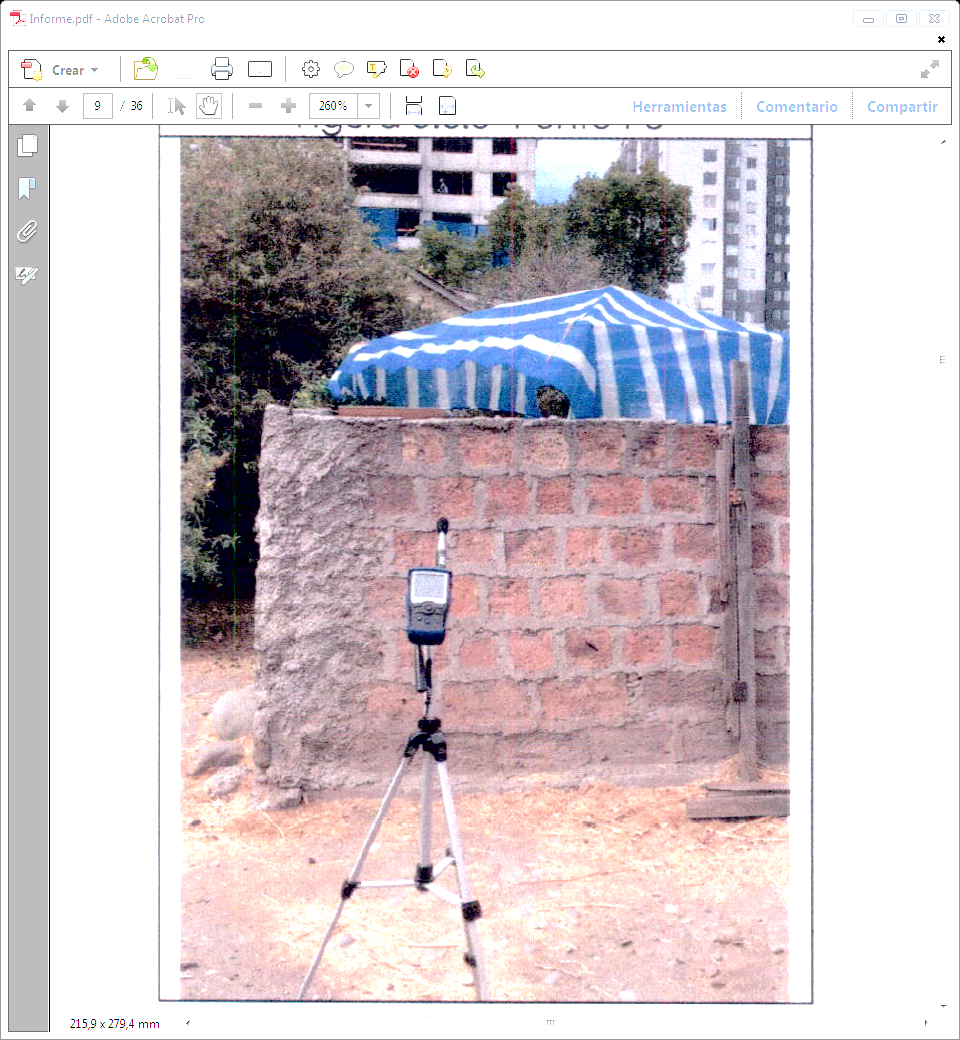 Informe.pdf - Adobe Acrobat Pro
Crear
9 / 36
260%
Herramientas
Comentario
Compartir
215,9 x 279,4 mm